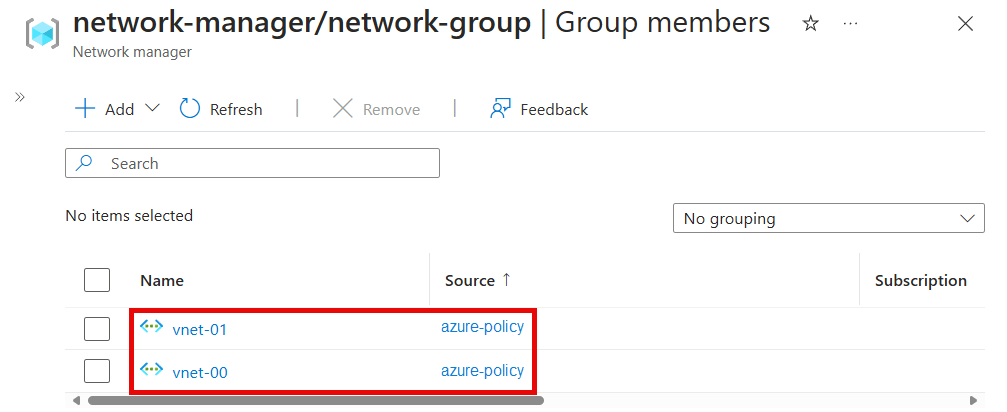 network-manager/network-group | Group members
Network manager
Add Refresh Remove Feedback
Search
No items selected
No grouping
Name Source Subscription
vnet-01 azure-policy
vnet-00 azure-policy